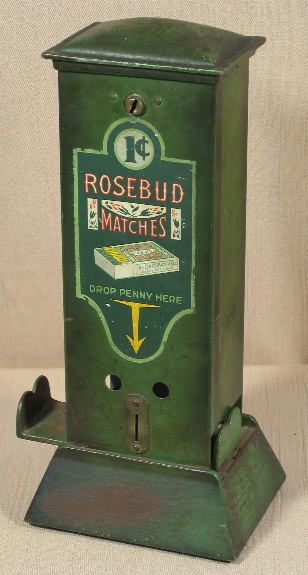 1¢
ROSEBUD
MATCHES
DROP PENNY HERE